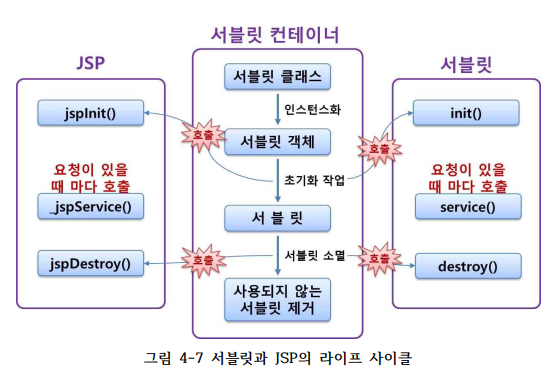 서블릿 컨테이너
JSP
서블릿
서블릿 클래스
인스턴스화
jspInit()
init()
호출
호출
서블릿 객체
초기화 작업
요청이 있을
때 마다 호출
_jspService()
요청이 있을
때 마다 호출
service()
서 블 릿
서블릿 소멸
호출
호출
jspDestroy()
destroy()
사용되지 않는
서블릿 제거
그림 4-7 서블릿과 JSP의 라이프 사이클